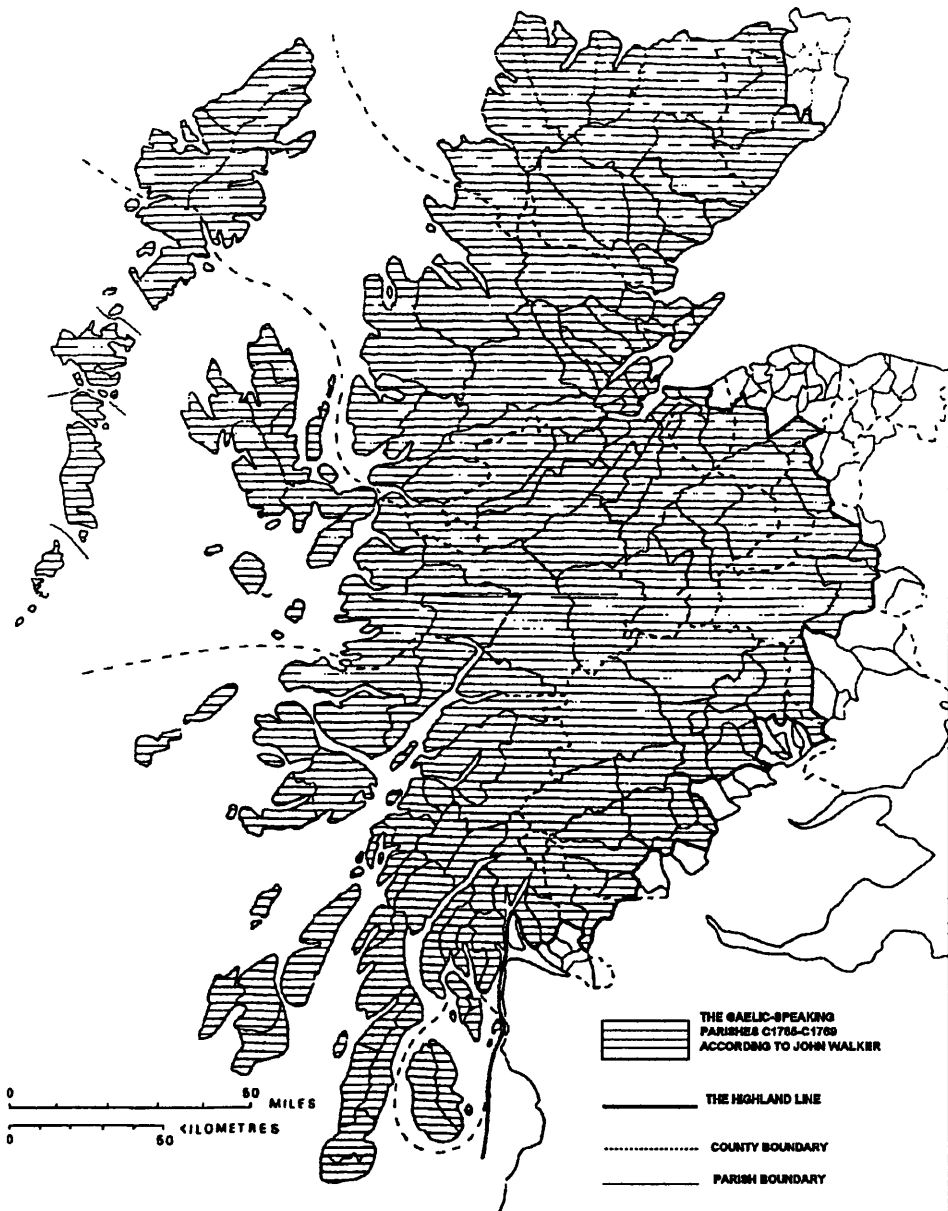 THE GAELIC-SPEAKING
PARISHES C1765-C1769
ACCORDING TO JOHN WALKER
THE HIGHLAND LINE
COUNTY BOUNDARY
PARISH BOUNDARY
0 50 MILES
0 50 KILOMETRES